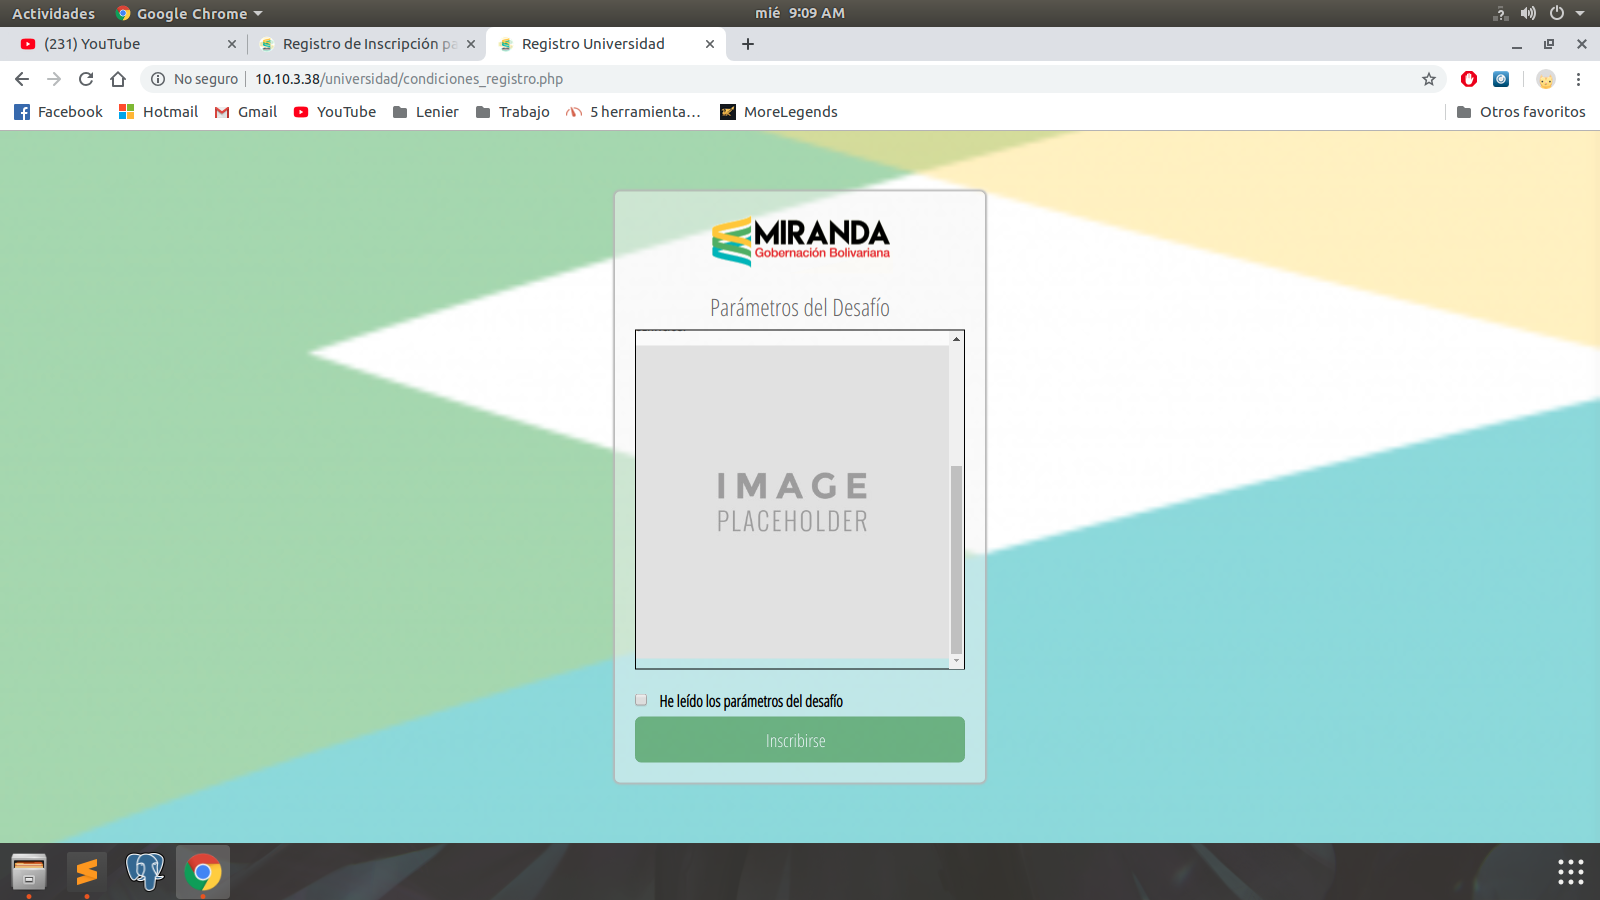 Actividades
Google Chrome
mié 9:09 AM
(231) YouTube
Registro de Inscripción pa
Registro Universidad
No seguro
10.10.3.38/universidad/condiciones_registro.php
Facebook
Hotmail
Gmail
YouTube
Lenier
Trabajo
5 herramienta...
MoreLegends
Otros favoritos
MIRANDA
Gobernación Bolivariana
Parámetros del Desafío
IMAGE
PLACEHOLDER
He leído los parámetros del desafío
Inscribirse